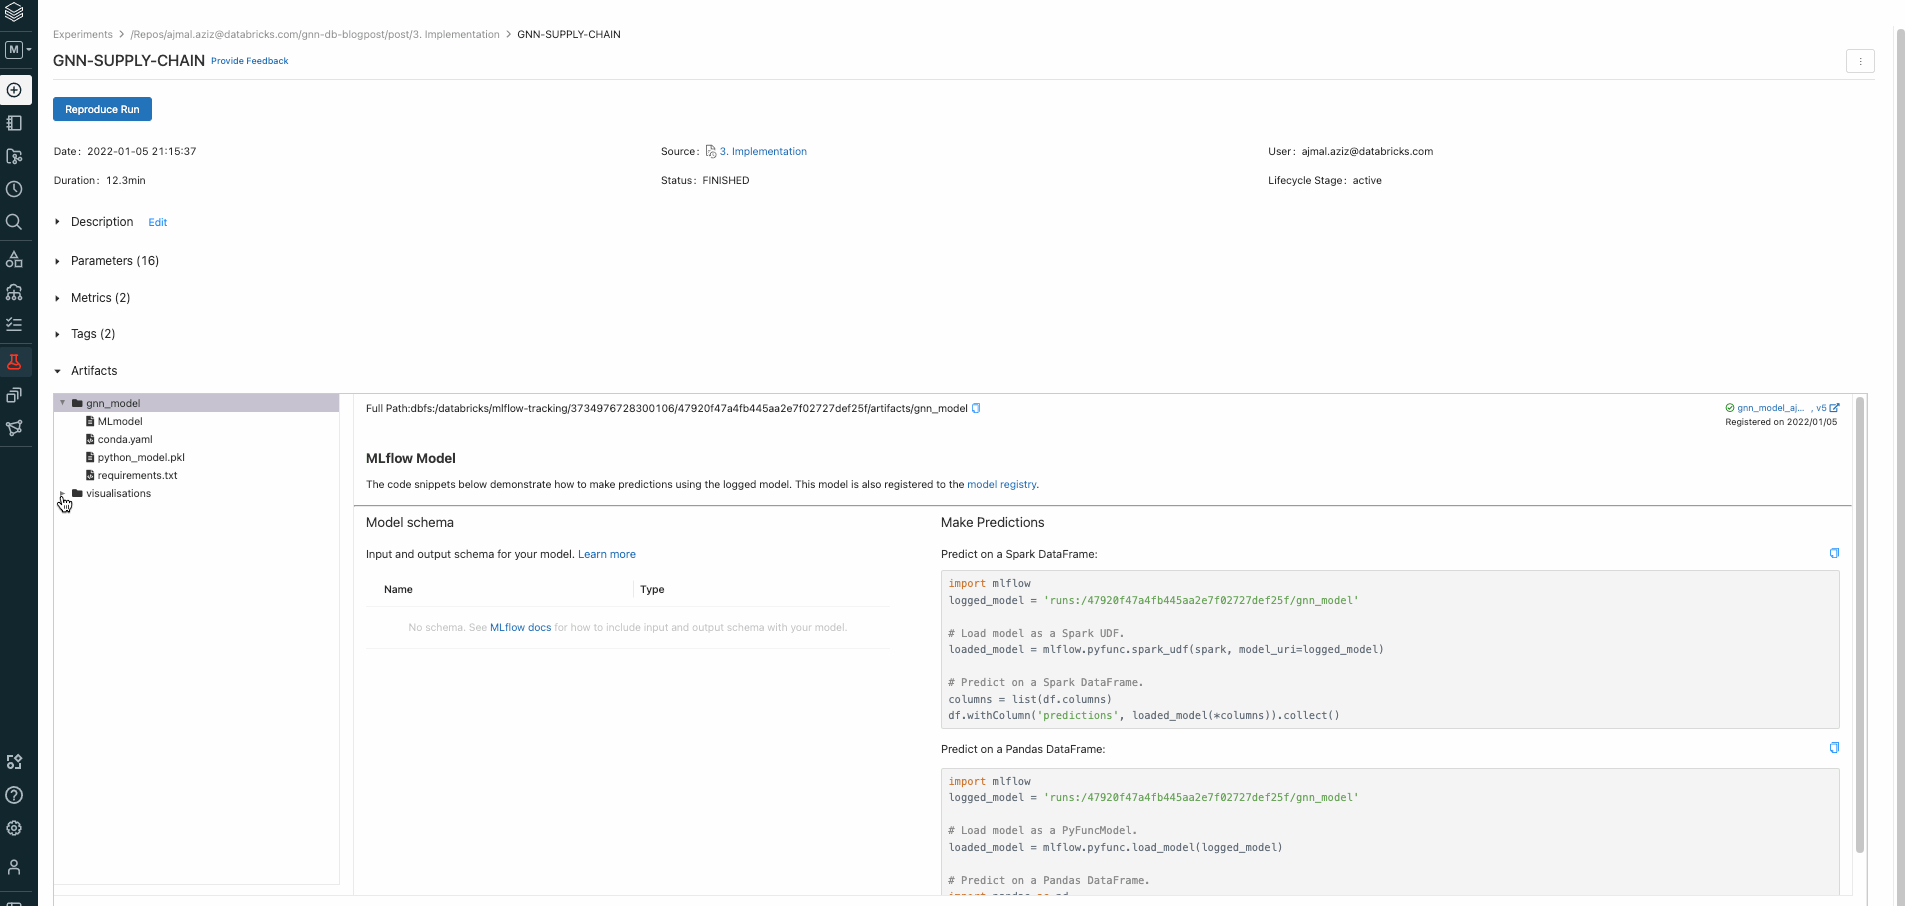 M
Experiments > /Repos/ajmal.aziz@databricks.com/gnn-db-blogpost/post/3. Implementation > GNN-SUPPLY-CHAIN
GNN-SUPPLY-CHAIN Provide Feedback
Reproduce Run
Date: 2022-01-05 21:15:37
Source: 3. Implementation
User: ajmal.aziz@databricks.com
Duration: 12.3min
Status: FINISHED
Lifecycle Stage: active
Description Edit
Parameters (16)
Metrics (2)
Tags (2)
Artifacts
gnn_model
MLmodel
conda.yaml
python_model.pkl
requirements.txt
visualisations
Full Path:dbfs:/databricks/mlflow-tracking/3734976728300106/47920f47a4fb445aa2e7f02727def25f/artifacts/gnn_model
gnn_model_aj... , v5
Registered on 2022/01/05
MLflow Model
The code snippets below demonstrate how to make predictions using the logged model. This model is also registered to the model registry.
Model schema
Input and output schema for your model. Learn more
Name Type
No schema. See MLflow docs for how to include input and output schema with your model.
Make Predictions
Predict on a Spark DataFrame:
import mlflow
logged_model = 'runs:/47920f47a4fb445aa2e7f02727def25f/gnn_model'
# Load model as a Spark UDF.
loaded_model = mlflow.pyfunc.spark_udf(spark, model_uri=logged_model)
# Predict on a Spark DataFrame.
columns = list(df.columns)
df.withColumn('predictions', loaded_model(*columns)).collect()
Predict on a Pandas DataFrame:
import mlflow
logged_model = 'runs:/47920f47a4fb445aa2e7f02727def25f/gnn_model'
# Load model as a PyFuncModel.
loaded_model = mlflow.pyfunc.load_model(logged_model)
# Predict on a Pandas DataFrame.